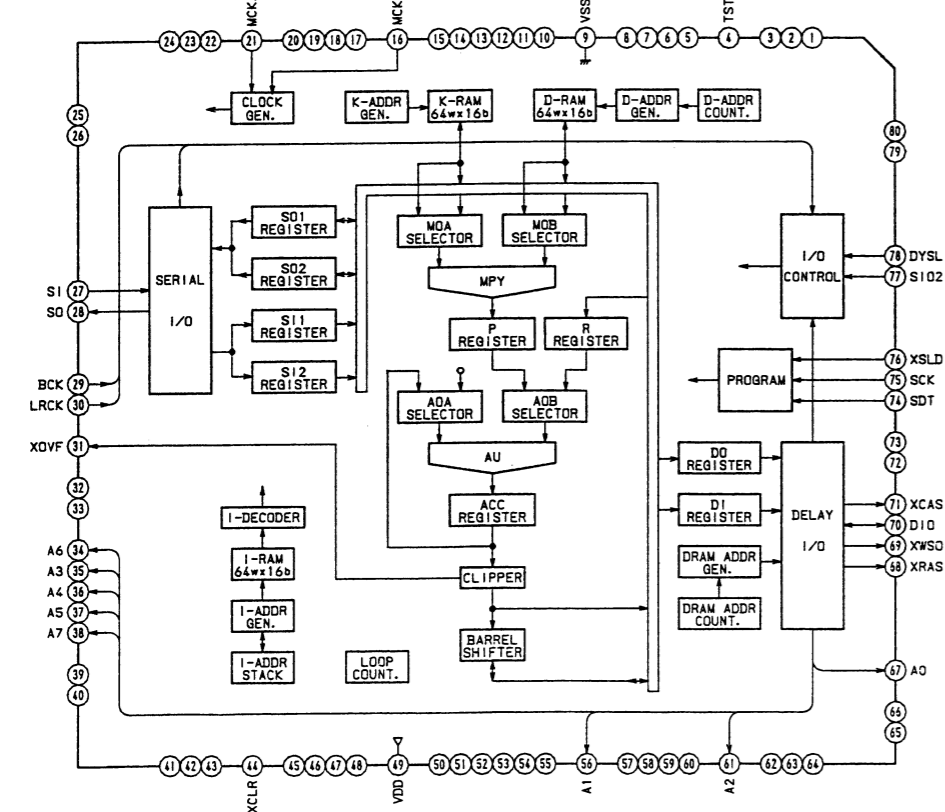 MCK MCK VSS TST
24 23 22 21 20 19 18 17 16 15 14 13 12 11 10 9 8 7 6 5 4 3 2 1
CLOCK
GEN.
K-ADDR
GEN.
K-RAM
64wx16b
D-RAM
64wx16b
D-ADDR
GEN.
D-ADDR
COUNT.
25
26
80
79
SERIAL
I/O
SO1
REGISTER
SO2
REGISTER
SI1
REGISTER
SI2
REGISTER
MOA
SELECTOR
MOB
SELECTOR
MPY
P
REGISTER
R
REGISTER
AOA
SELECTOR
AOB
SELECTOR
AU
ACC
REGISTER
CLIPPER
BARREL
SHIFTER
I/O
CONTROL
78 DYSL
77 SIO2
SI 27
SO 28
PROGRAM
76 XSLD
75 SCK
74 SDT
BCK 29
LRCK 30
XOVF 31
73
72
32
33
DO
REGISTER
DI
REGISTER
DELAY
I/O
71 XCAS
70 DIO
69 XWSO
68 XRAS
I-DECODER
I-RAM
64wx16b
I-ADDR
GEN.
I-ADDR
STACK
LOOP
COUNT.
DRAM ADDR
GEN.
DRAM ADDR
COUNT.
A6 34
A3 35
A4 36
A5 37
A7 38
39
40
67 A0
66
65
41 42 43 44 45 46 47 48 49 50 51 52 53 54 55 56 57 58 59 60 61 62 63 64
XCLR VDD A1 A2